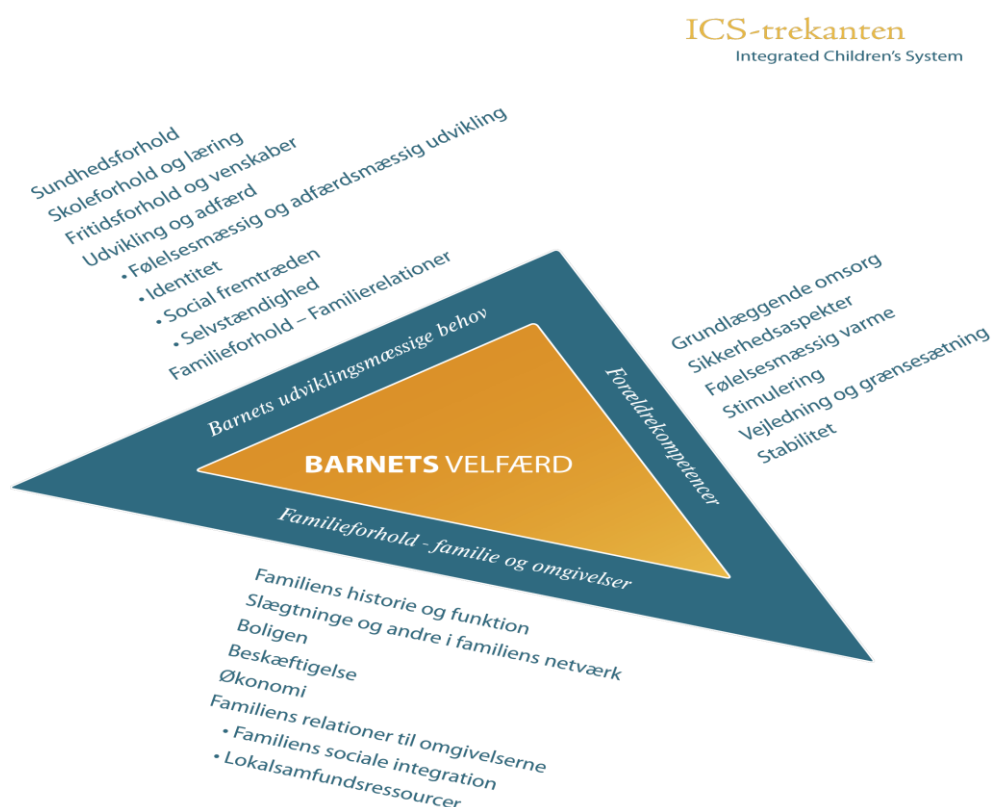 ICS-trekanten
Integrated Children's System
Sundhedsforhold
Skoleforhold og læring
Fritidsforhold og venskaber
Udvikling og adfærd
• Følelsesmæssig og adfærdsmæssig udvikling
• Identitet
• Social fremtræden
• Selvstændighed
Familieforhold – Familierelationer
Barnets udviklingsmæssige behov
Grundlæggende omsorg
Sikkerhedsaspekter
Følelsesmæssig varme
Stimulering
Vejledning og grænsesætning
Stabilitet
Forældrekompetencer
BARNETS VELFÆRD
Familieforhold - familie og omgivelser
Familiens historie og funktion
Slægtninge og andre i familiens netværk
Boligen
Beskæftigelse
Økonomi
Familiens relationer til omgivelserne
• Familiens sociale integration
• Lokalsamfundsressourcer